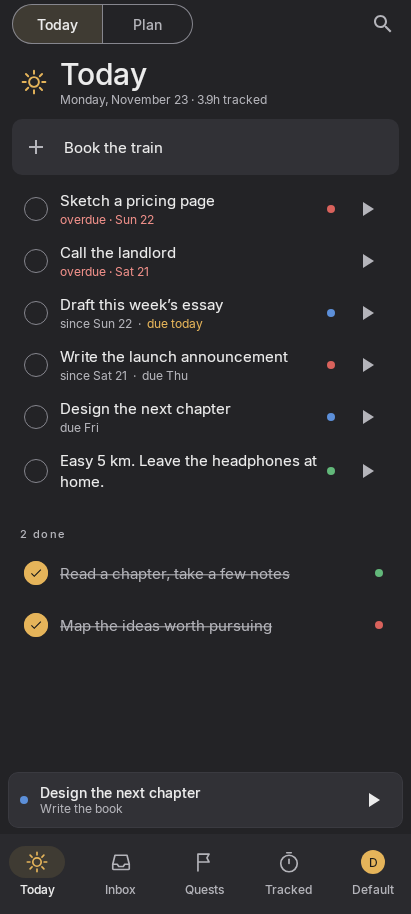 Today
Plan
Today
Monday, November 23 · 3.9h tracked
Book the train
Sketch a pricing page
overdue · Sun 22
Call the landlord
overdue · Sat 21
Draft this week’s essay
since Sun 22 · due today
Write the launch announcement
since Sat 21 · due Thu
Design the next chapter
due Fri
Easy 5 km. Leave the headphones at
home.
2 done
Read a chapter, take a few notes
Map the ideas worth pursuing
Design the next chapter
Write the book
D
Today
Inbox
Quests
Tracked
Default